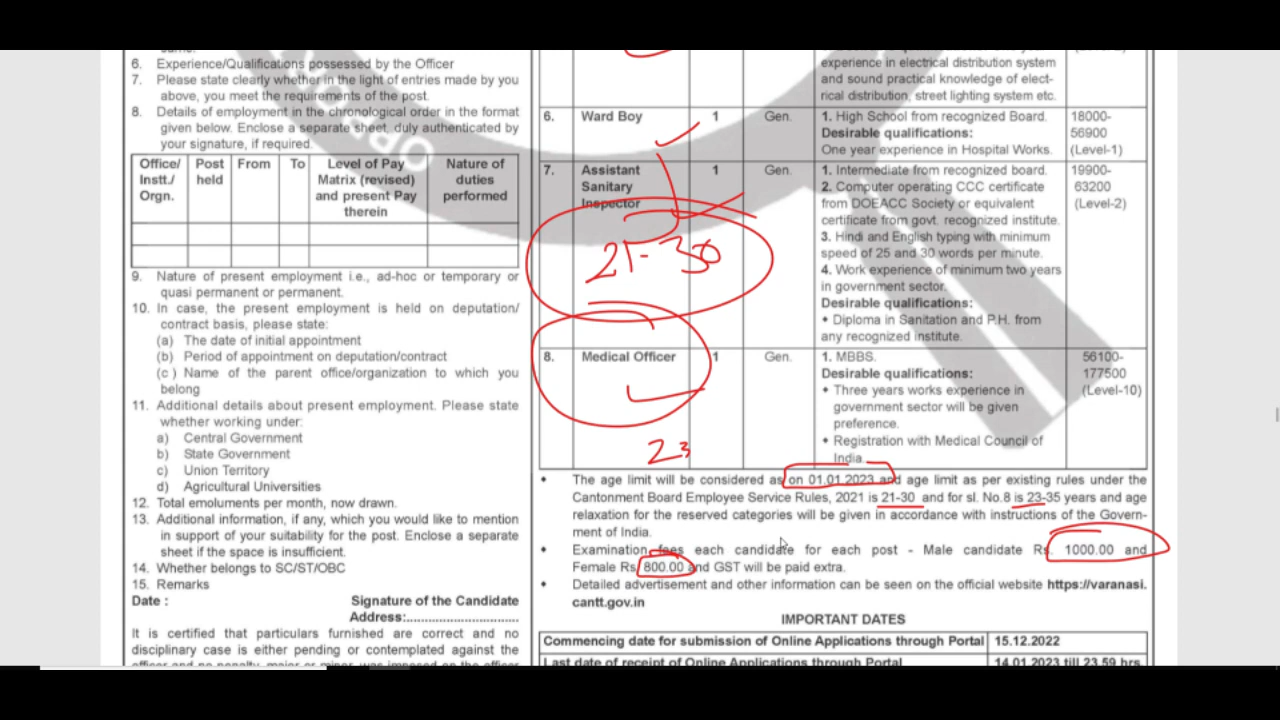 6. Experience/Qualifications possessed by the Officer
7. Please state clearly whether in the light of entries made by you
above, you meet the requirements of the post.
8. Details of employment in the chronological order in the format
given below. Enclose a separate sheet, duly authenticated by
your signature, if required.
Office/ Post From To Level of Pay Nature of
Instt./ held Matrix (revised) duties
Orgn. and present Pay performed
therein
9. Nature of present employment i.e., ad-hoc or temporary or
quasi permanent or permanent.
10. In case, the present employment is held on deputation/
contract basis, please state:
(a) The date of initial appointment
(b) Period of appointment on deputation/contract
(c) Name of the parent office/organization to which you
belong
11. Additional details about present employment. Please state
whether working under:
a) Central Government
b) State Government
c) Union Territory
d) Agricultural Universities
12. Total emoluments per month, now drawn.
13. Additional information, if any, which you would like to mention
in support of your suitability for the post. Enclose a separate
sheet if the space is insufficient.
14. Whether belongs to SC/ST/OBC
15. Remarks
Date : Signature of the Candidate
Address:..............................
It is certified that particulars furnished are correct and no
disciplinary case is either pending or contemplated against the
experience in electrical distribution system
and sound practical knowledge of elect-
rical distribution, street lighting system etc.
6. Ward Boy 1 Gen. 1. High School from recognized Board. 18000-
Desirable qualifications: 56900
One year experience in Hospital Works. (Level-1)
7. Assistant 1 Gen. 1. Intermediate from recognized board. 19900-
Sanitary 2. Computer operating CCC certificate 63200
Inspector from DOEACC Society or equivalent (Level-2)
certificate from govt. recognized institute.
3. Hindi and English typing with minimum
speed of 25 and 30 words per minute.
21-30
4. Work experience of minimum two years
in government sector.
Desirable qualifications:
• Diploma in Sanitation and P.H. from
any recognized institute.
8. Medical Officer 1 Gen. 1. MBBS. 56100-
Desirable qualifications: 177500
• Three years works experience in (Level-10)
government sector will be given
preference.
• Registration with Medical Council of
India.
23
• The age limit will be considered as on 01.01.2023 and age limit as per existing rules under the
Cantonment Board Employee Service Rules, 2021 is 21-30 and for sl. No.8 is 23-35 years and age
relaxation for the reserved categories will be given in accordance with instructions of the Govern-
ment of India.
• Examination fees each candidate for each post - Male candidate Rs. 1000.00 and
Female Rs. 800.00 and GST will be paid extra.
• Detailed advertisement and other information can be seen on the official website https://varanasi.
cantt.gov.in
IMPORTANT DATES
Commencing date for submission of Online Applications through Portal 15.12.2022
Last date of receipt of Online Applications through Portal 14.01.2023 till 23.59 hrs.